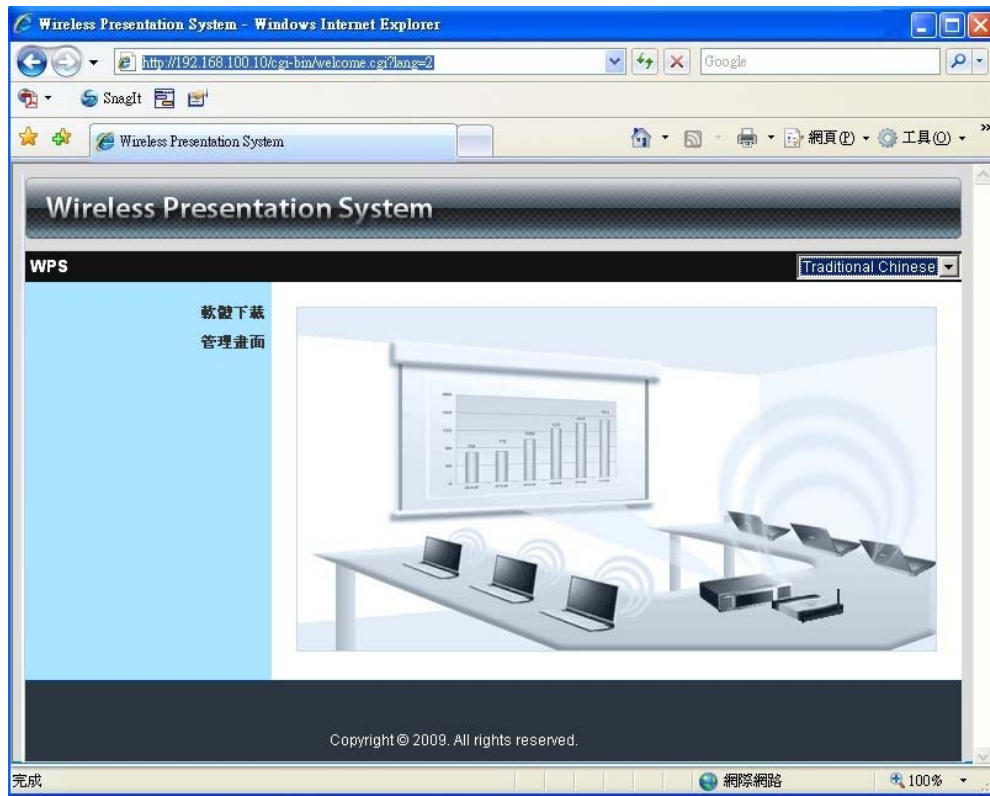 Wireless Presentation System - Windows Internet Explorer
http://192.168.100.10/cgi-bin/welcome.cgi?lang=2
Google
SnagIt
Wireless Presentation System
網頁(P)
工具(O)
Wireless Presentation System
WPS
Traditional Chinese
軟體下載
管理畫面
Copyright © 2009. All rights reserved.
完成
網際網路
100%